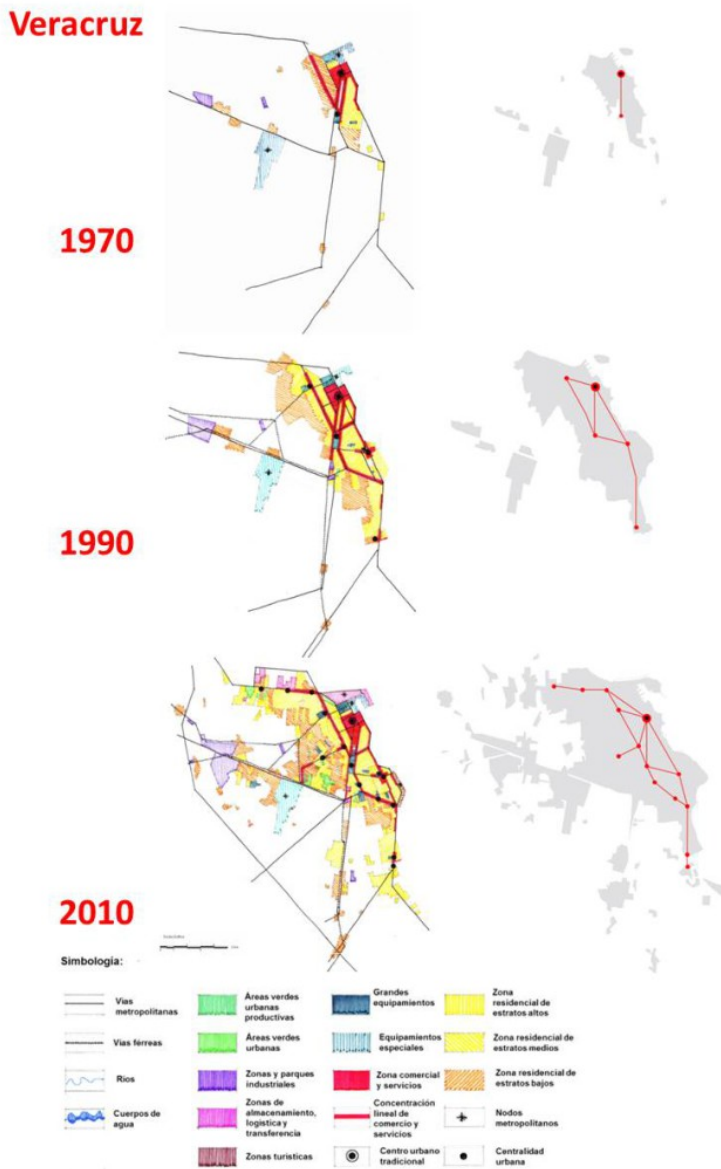 Veracruz
1970
1990
2010
Simbología:
Vías
metropolitanas
Vías férreas
Ríos
Cuerpos de
agua
Áreas verdes
urbanas
productivas
Áreas verdes
urbanas
Zonas y parques
industriales
Zonas de
almacenamiento,
logística y
transferencia
Zonas turísticas
Grandes
equipamientos
Equipamientos
especiales
Zona comercial
y servicios
Concentración
lineal de
comercio y
servicios
Centro urbano
tradicional
Zona
residencial de
estratos altos
Zona residencial de
estratos medios
Zona residencial de
estratos bajos
Nodos
metropolitanos
Centralidad
urbana